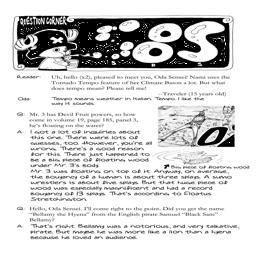 QUESTION CORNER
SBS
Reader: Uh, hello (x2), pleased to meet you, Oda Sensei! Nami uses the
Tornado Tempo feature of her Climate Baton a lot. But what
does tempo mean? Please tell me!
-Traveler (15 years old)
Oda: Tempo means weather in Italian. Tempo. I like the
way it sounds.
Q: Mr. 3 has Devil Fruit powers, so how
come in volume 19, page 185, panel 3,
he's floating on the water?
A: I got a lot of inquiries about
this one. There were lots of
guesses, too. However, you're all
wrong. There's a good reason
for this. There just happened to
be a big piece of floating wood
under Mr. 3's body.
Big piece of floating wood
Mr. 3 was floating on top of it. Anyway, on average,
the buoyancy of a human is about three splays. A sumo
wrestlers is about five splays. But that huge piece of
wood was especially magnificent and had a record
buoyancy of 13 splays. That's according to Floatus
Stretchington.
Q: Hello, Oda Sensei. I'll come right to the point. Did you get the name
"Bellamy the Hyena" from the English pirate Samuel "Black Sam"
Bellamy?
A: That's right. Bellamy was a notorious, and very talkative,
pirate. But maybe he was more like a lion than a hyena
because he loved an audience.